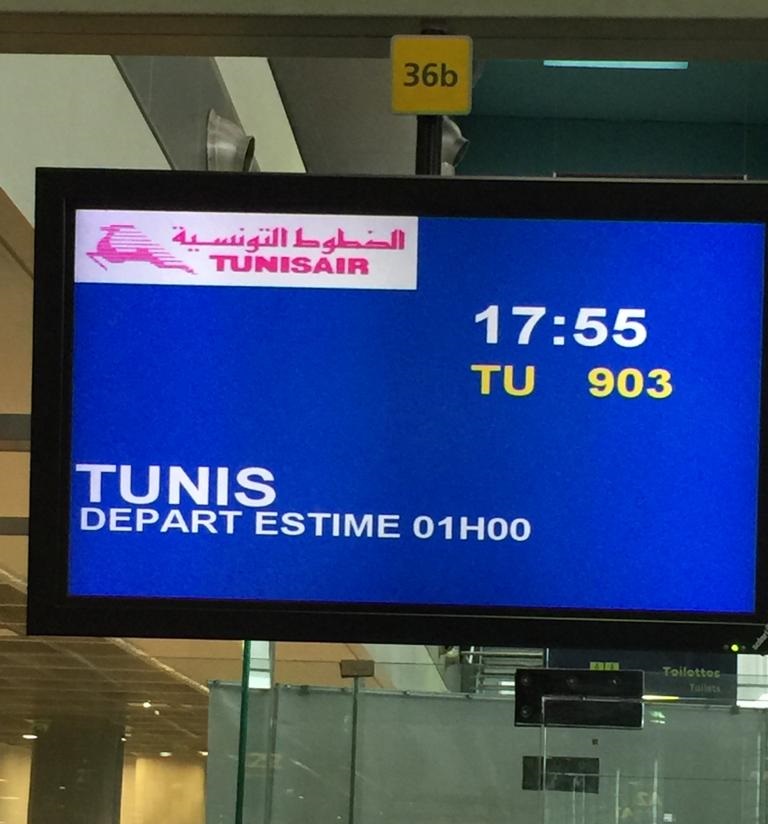 36b
الخطوط التونسية
TUNISAIR
17:55
TU 903
TUNIS
DEPART ESTIME 01H00
Toilettes
Toilets